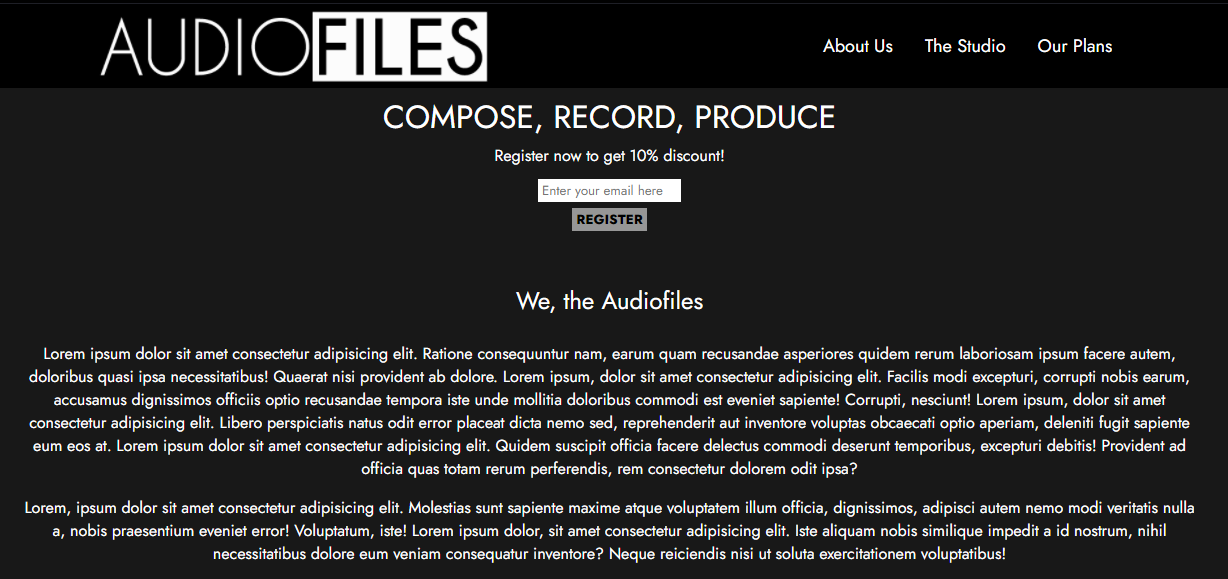 AUDIOFILES
About Us The Studio Our Plans
COMPOSE, RECORD, PRODUCE
Register now to get 10% discount!
Enter your email here
REGISTER
We, the Audiofiles
Lorem ipsum dolor sit amet consectetur adipisicing elit. Ratione consequuntur nam, earum quam recusandae asperiores quidem rerum laboriosam ipsum facere autem,
doloribus quasi ipsa necessitatibus! Quaerat nisi provident ab dolore. Lorem ipsum, dolor sit amet consectetur adipisicing elit. Facilis modi excepturi, corrupti nobis earum,
accusamus dignissimos officiis optio recusandae tempora iste unde mollitia doloribus commodi est eveniet sapiente! Corrupti, nesciunt! Lorem ipsum, dolor sit amet
consectetur adipisicing elit. Libero perspiciatis natus odit error placeat dicta nemo sed, reprehenderit aut inventore voluptas obcaecati optio aperiam, deleniti fugit sapiente
eum eos at. Lorem ipsum dolor sit amet consectetur adipisicing elit. Quidem suscipit officia facere delectus commodi deserunt temporibus, excepturi debitis! Provident ad
officia quas totam rerum perferendis, rem consectetur dolorem odit ipsa?
Lorem, ipsum dolor sit amet consectetur adipisicing elit. Molestias sunt sapiente maxime atque voluptatem illum officia, dignissimos, adipisci autem nemo modi veritatis nulla
a, nobis praesentium eveniet error! Voluptatum, iste! Lorem ipsum dolor, sit amet consectetur adipisicing elit. Iste aliquam nobis similique impedit a id nostrum, nihil
necessitatibus dolore eum veniam consequatur inventore? Neque reiciendis nisi ut soluta exercitationem voluptatibus!